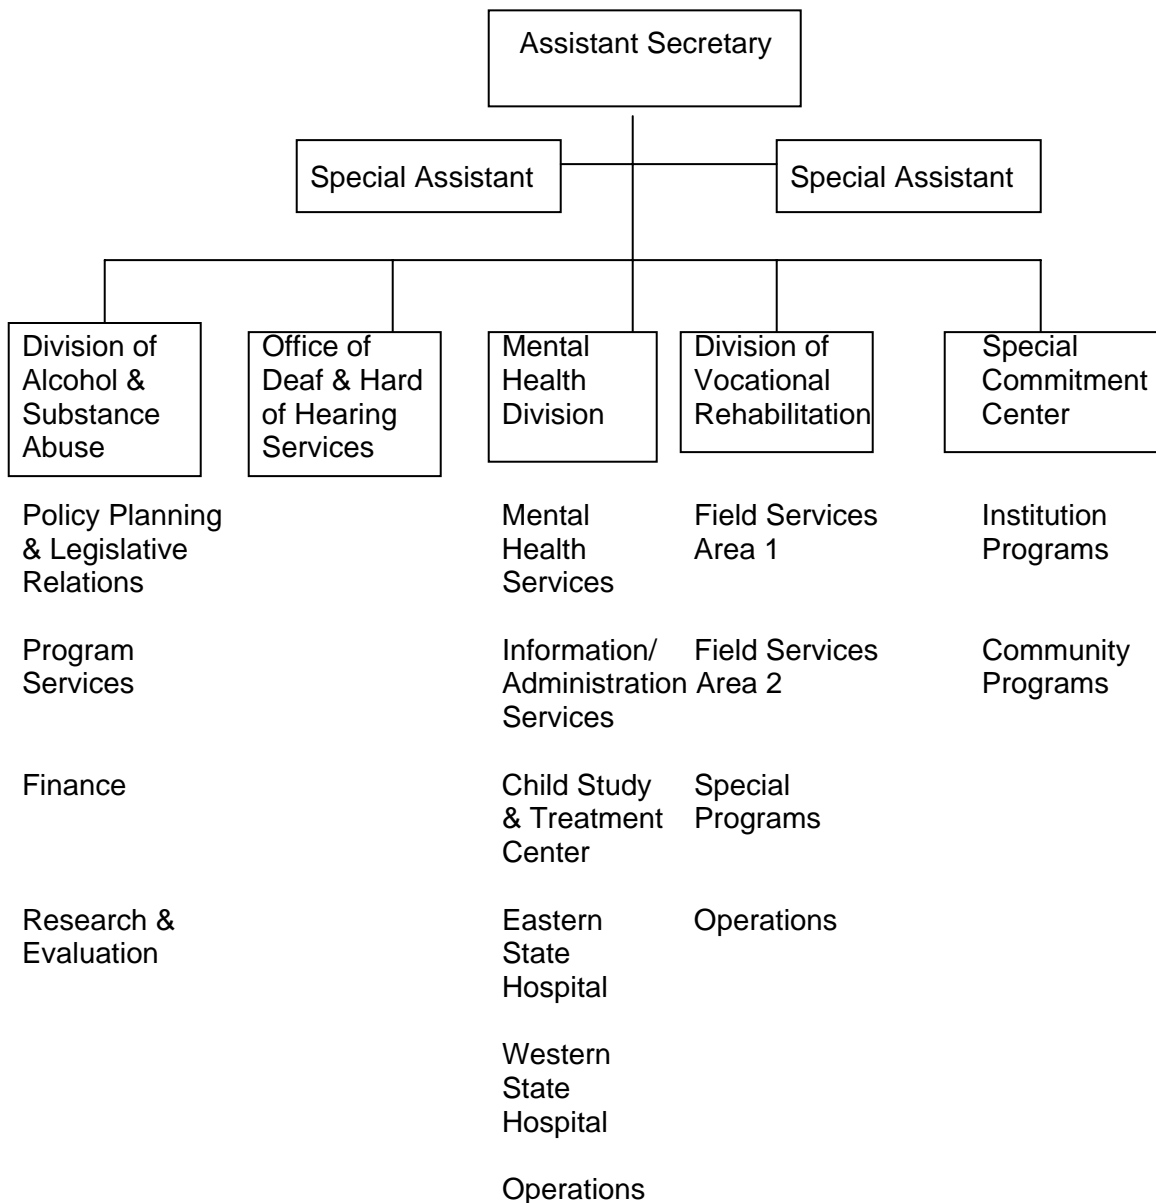 Assistant Secretary
Special Assistant
Special Assistant
Division of
Alcohol &
Substance
Abuse
Office of
Deaf & Hard
of Hearing
Services
Mental
Health
Division
Division of
Vocational
Rehabilitation
Special
Commitment
Center
Policy Planning
& Legislative
Relations
Program
Services
Finance
Research &
Evaluation
Mental
Health
Services
Information/
Administration
Services
Child Study
& Treatment
Center
Eastern
State
Hospital
Western
State
Hospital
Operations
Field Services
Area 1
Field Services
Area 2
Special
Programs
Operations
Institution
Programs
Community
Programs